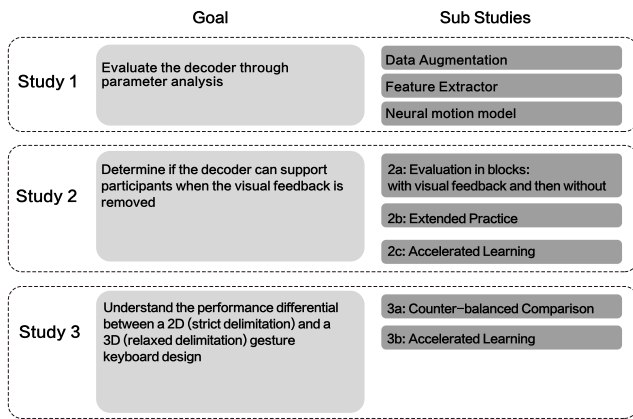 Goal
Sub Studies
Study 1
Evaluate the decoder through
parameter analysis
Data Augmentation
Feature Extractor
Neural motion model
Study 2
Determine if the decoder can support
participants when the visual feedback is
removed
2a: Evaluation in blocks:
with visual feedback and then without
2b: Extended Practice
2c: Accelerated Learning
Study 3
Understand the performance differential
between a 2D (strict delimitation) and a
3D (relaxed delimitation) gesture
keyboard design
3a: Counter-balanced Comparison
3b: Accelerated Learning